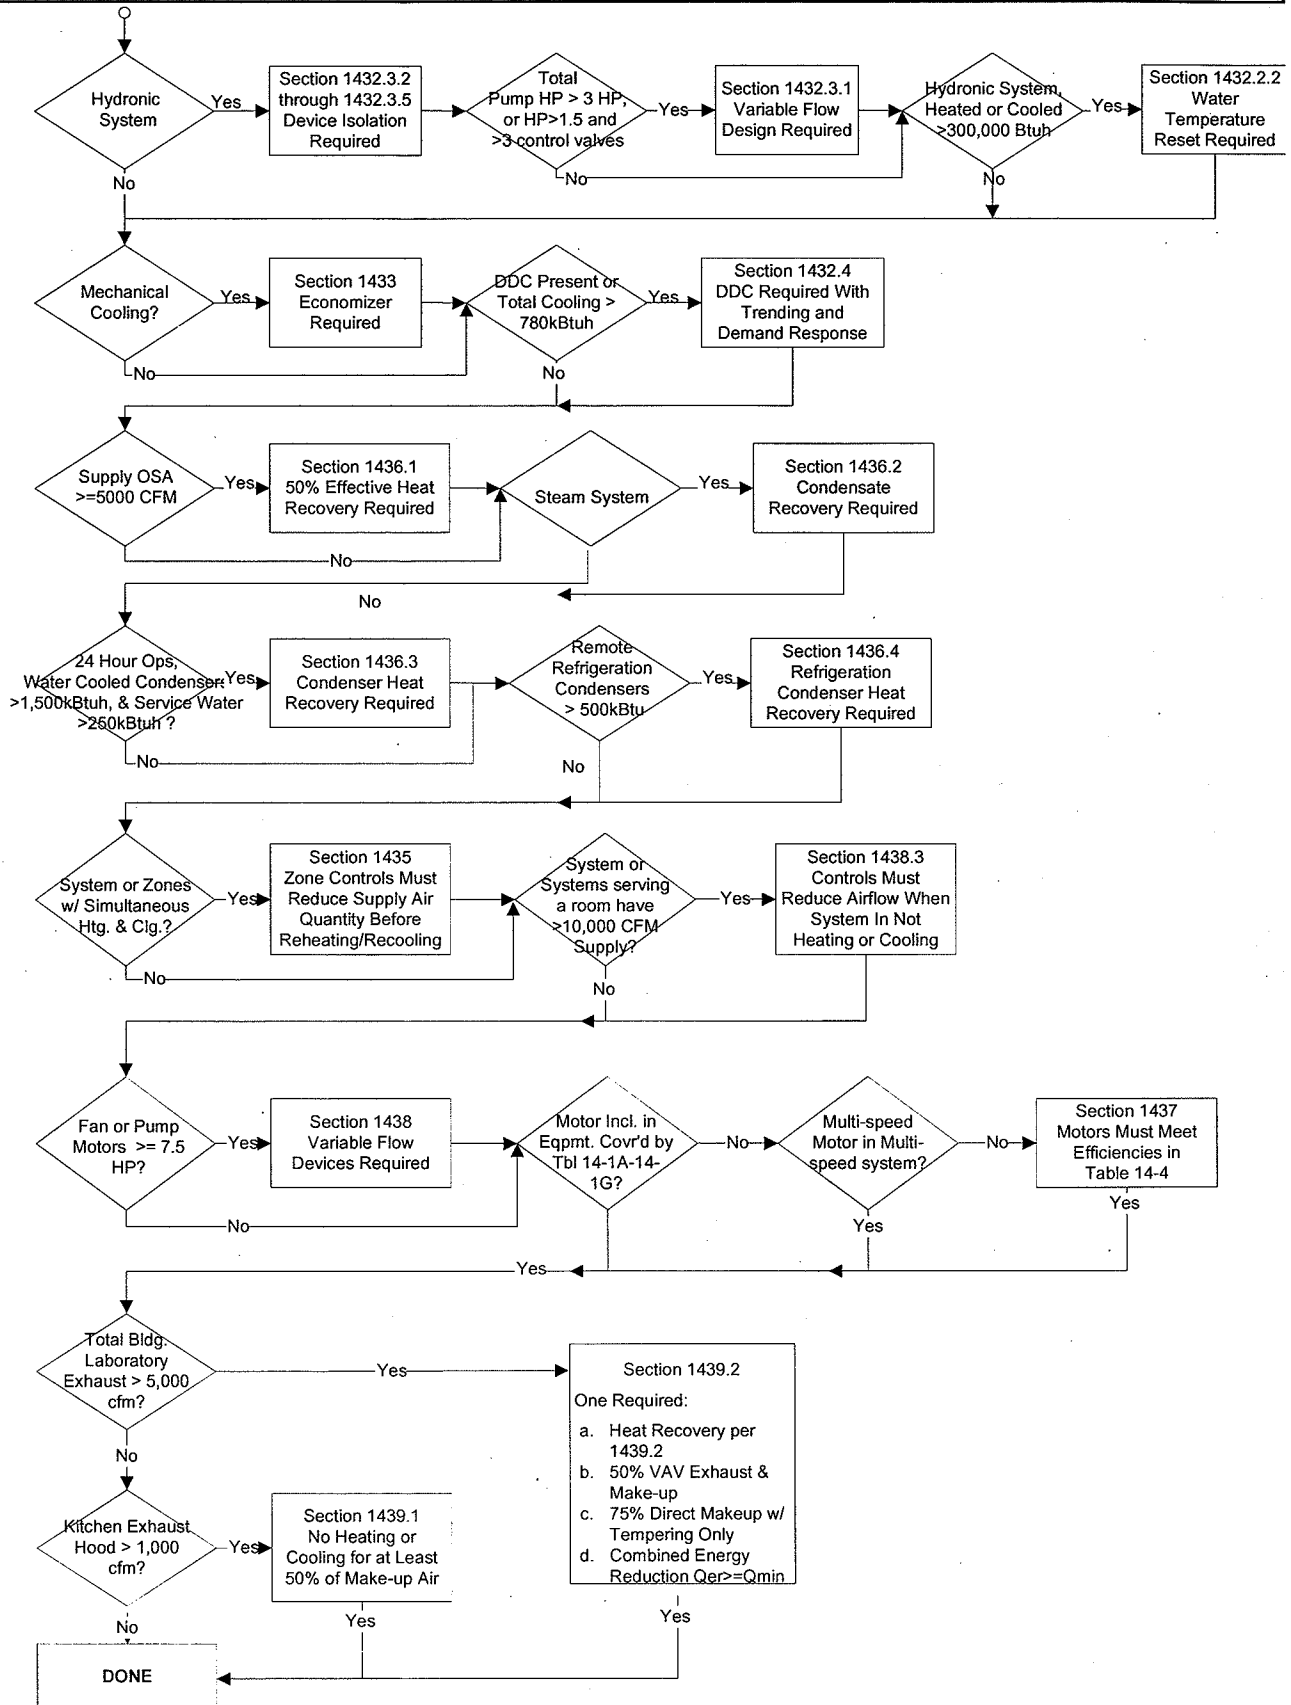 Hydronic
System
Yes
Section 1432.3.2
through 1432.3.5
Device Isolation
Required
Total
Pump HP > 3 HP,
or HP>1.5 and
>3 control valves
Yes
Section 1432.3.1
Variable Flow
Design Required
Hydronic System,
Heated or Cooled
>300,000 Btuh
Yes
Section 1432.2.2
Water
Temperature
Reset Required
No
No
No
Mechanical
Cooling?
Yes
Section 1433
Economizer
Required
DDC Present or
Total Cooling >
780kBtuh
Yes
Section 1432.4
DDC Required With
Trending and
Demand Response
No
No
Supply OSA
>=5000 CFM
Yes
Section 1436.1
50% Effective Heat
Recovery Required
Steam System
Yes
Section 1436.2
Condensate
Recovery Required
No
No
24 Hour Ops,
Water Cooled Condensers
>1,500kBtuh, & Service Water
>250kBtuh ?
Yes
Section 1436.3
Condenser Heat
Recovery Required
Remote
Refrigeration
Condensers
> 500kBtu
Yes
Section 1436.4
Refrigeration
Condenser Heat
Recovery Required
No
No
System or Zones
w/ Simultaneous
Htg. & Clg.?
Yes
Section 1435
Zone Controls Must
Reduce Supply Air
Quantity Before
Reheating/Recooling
System or
Systems serving
a room have
>10,000 CFM
Supply?
Yes
Section 1438.3
Controls Must
Reduce Airflow When
System In Not
Heating or Cooling
No
No
Fan or Pump
Motors >= 7.5
HP?
Yes
Section 1438
Variable Flow
Devices Required
Motor Incl. in
Eqpmt. Covr'd by
Tbl 14-1A-14-
1G?
No
Multi-speed
Motor in Multi-
speed system?
No
Section 1437
Motors Must Meet
Efficiencies in
Table 14-4
No
Yes
Yes
Yes
Total Bldg.
Laboratory
Exhaust > 5,000
cfm?
Yes
Section 1439.2
One Required:
a. Heat Recovery per
1439.2
b. 50% VAV Exhaust &
Make-up
c. 75% Direct Makeup w/
Tempering Only
d. Combined Energy
Reduction Qer>=Qmin
No
Kitchen Exhaust
Hood > 1,000
cfm?
Yes
Section 1439.1
No Heating or
Cooling for at Least
50% of Make-up Air
Yes
Yes
No
DONE